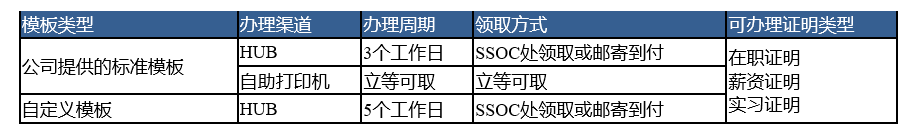 模板类型 办理渠道 办理周期 领取方式 可办理证明类型
公司提供的标准模板 HUB 3个工作日 SSOC处领取或邮寄到付 在职证明
自助打印机 立等可取 立等可取 薪资证明
自定义模板 HUB 5个工作日 SSOC处领取或邮寄到付 实习证明